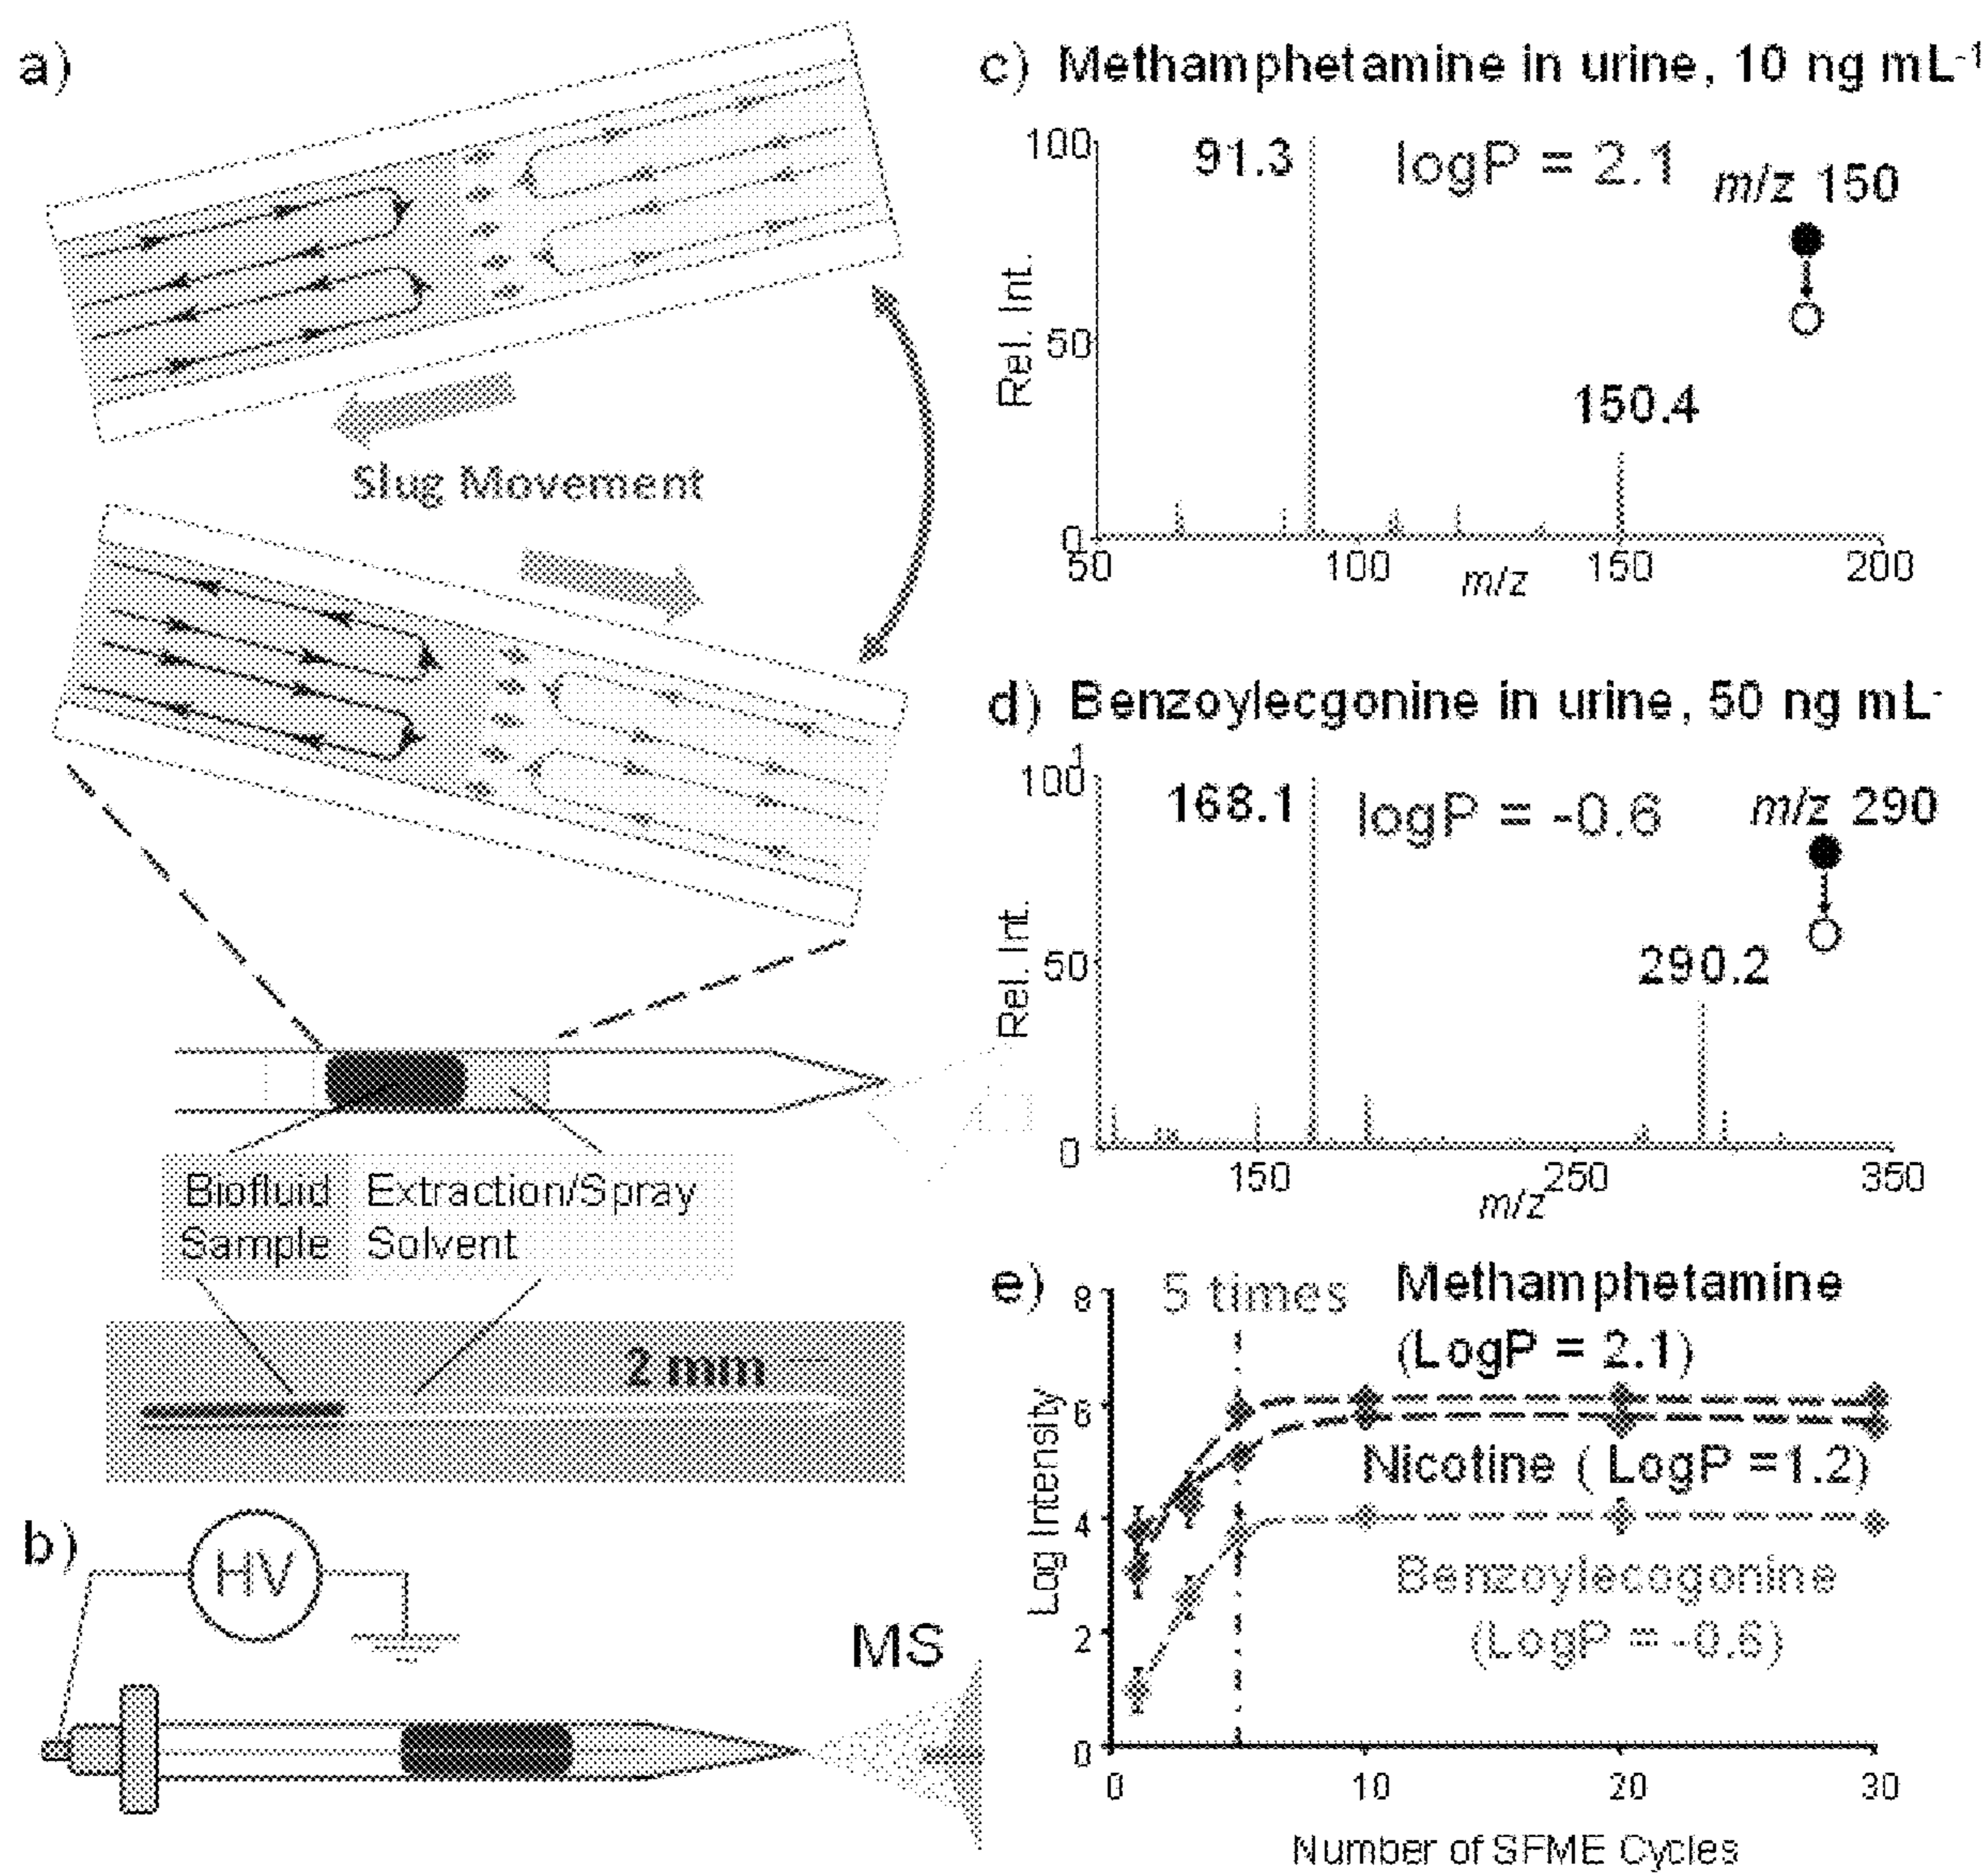 a)
Slug Movement
Biofluid
Sample
Extraction/Spray
Solvent
2 mm
b)
HV
MS
c) Methamphetamine in urine, 10 ng mL-1
100
91.3
logP = 2.1
m/z 150
Rel. Int.
50
150.4
0
50
100
150
200
m/z
d) Benzoylecgonine in urine, 50 ng mL-
1
100
168.1
logP = -0.6
m/z 290
Rel. Int.
50
290.2
0
150
250
350
m/z
e)
8
5 times
Methamphetamine
(LogP = 2.1)
6
Log Intensity
Nicotine ( LogP =1.2)
4
Benzoylecogonine
(LogP = -0.6)
2
0
0
10
20
30
Number of SFME Cycles